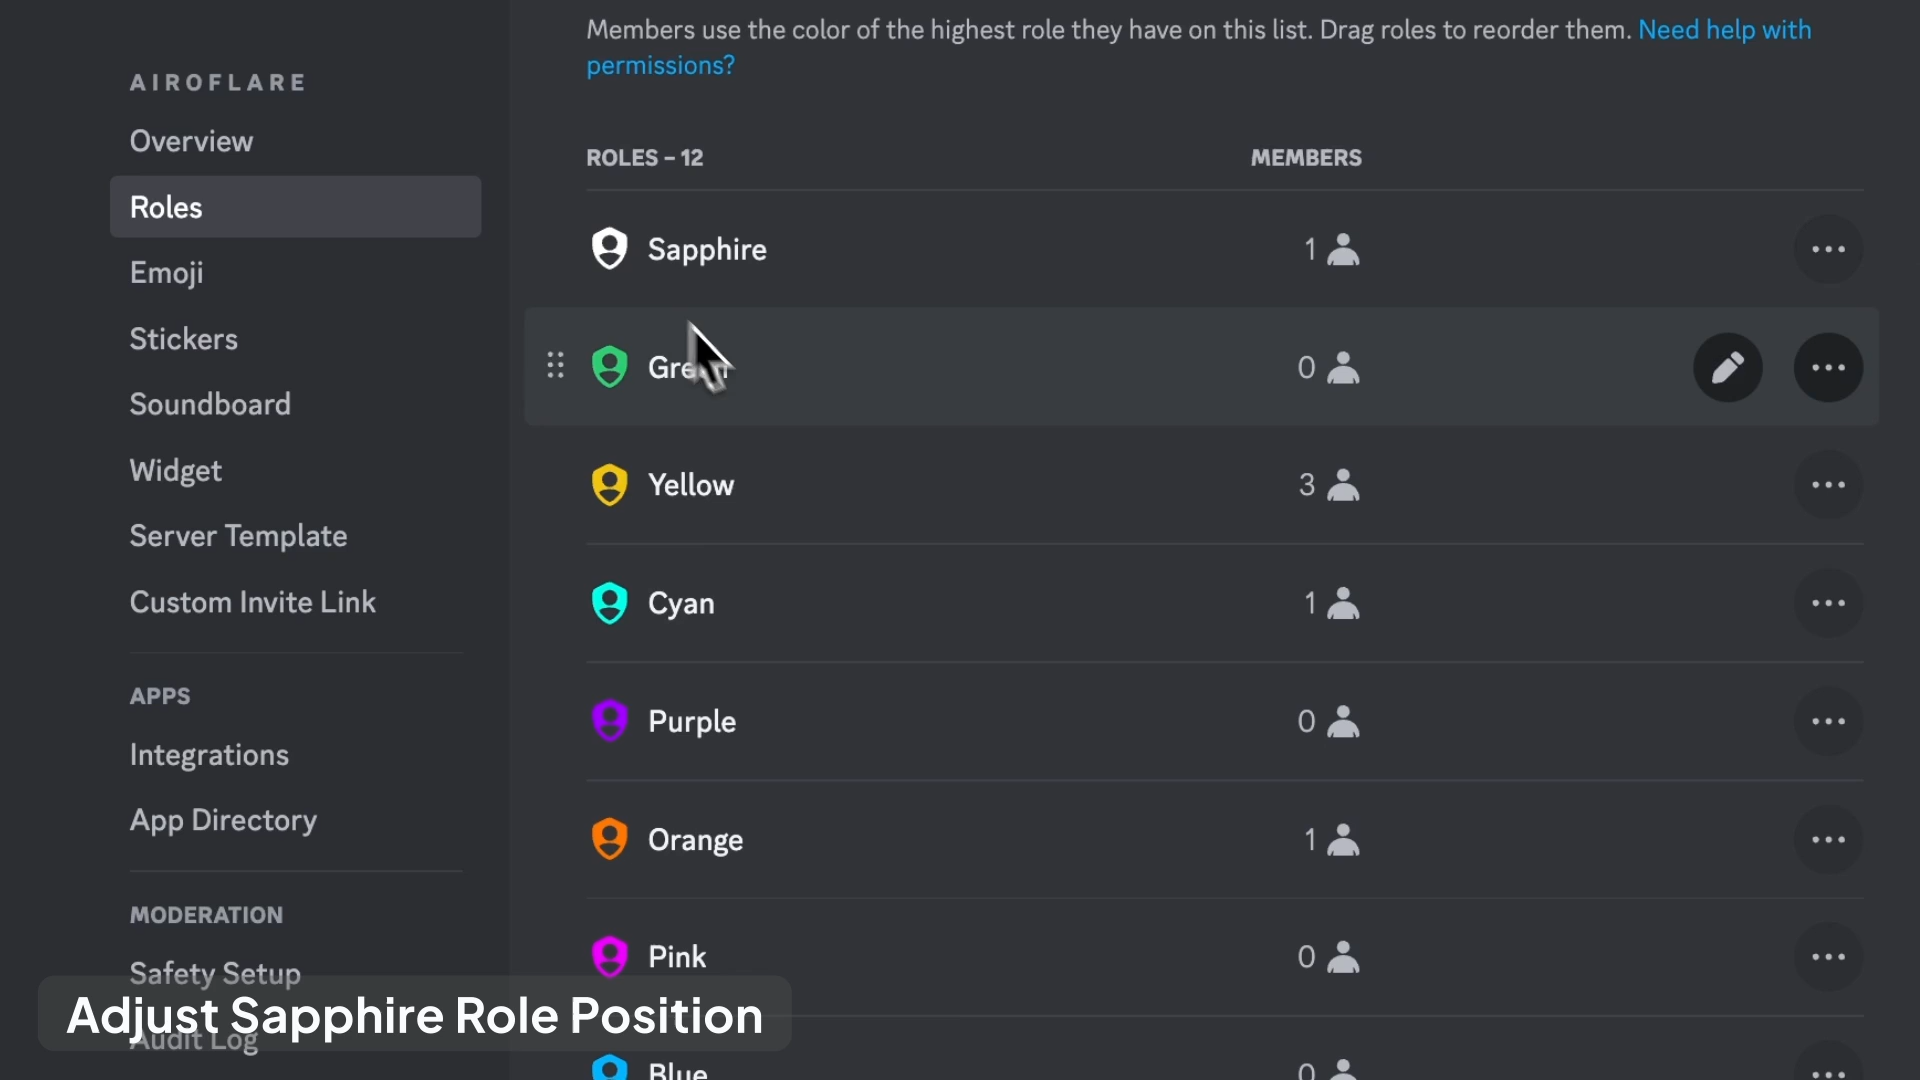 Members use the color of the highest role they have on this list. Drag roles to reorder them. Need help with
permissions?
AIROFLARE
Overview
Roles
Emoji
Stickers
Soundboard
Widget
Server Template
Custom Invite Link
APPS
Integrations
App Directory
MODERATION
Safety Setup
Audit Log
ROLES – 12
MEMBERS
Sapphire
1
Green
0
Yellow
3
Cyan
1
Purple
0
Orange
1
Pink
0
Blue
0
Adjust Sapphire Role Position